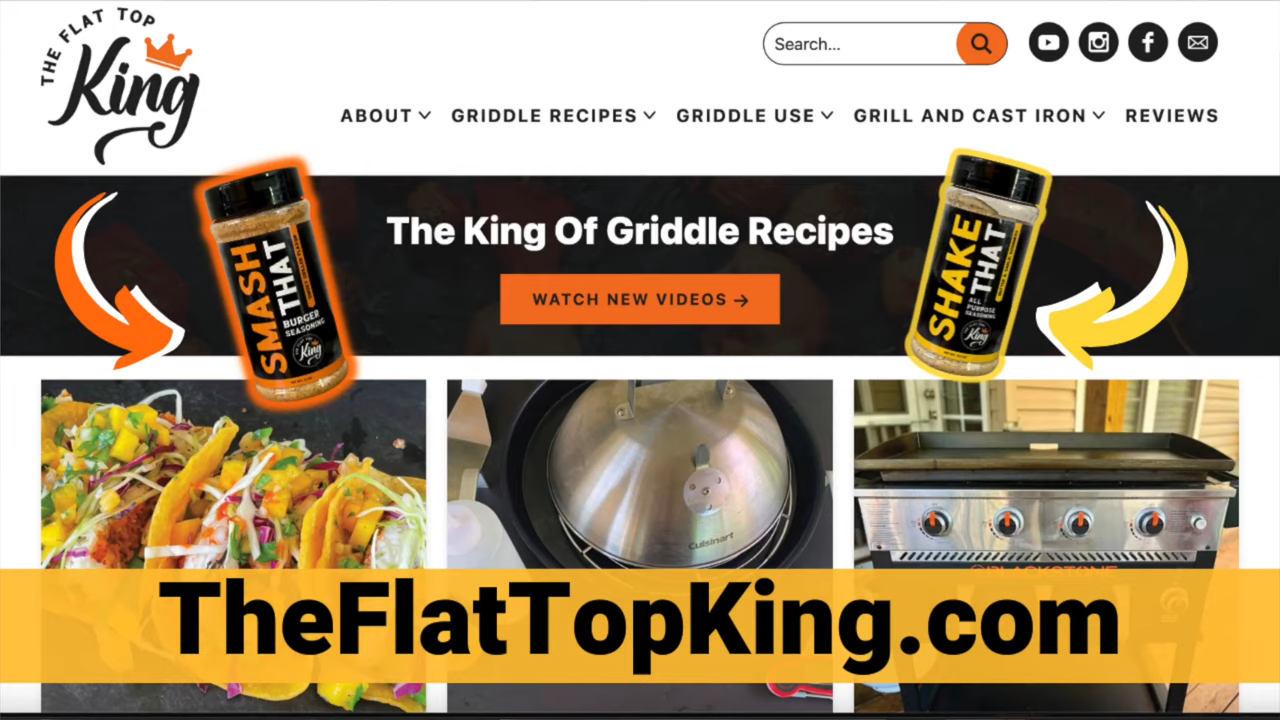 THE FLAT TOP
King
Search...
ABOUT
GRIDDLE RECIPES
GRIDDLE USE
GRILL AND CAST IRON
REVIEWS
The King Of Griddle Recipes
WATCH NEW VIDEOS →
SMASH
THAT
BURGER
SEASONING
King
SHAKE
THAT
ALL
PURPOSE
SEASONING
King
Cuisinart
BLACKSTONE
TheFlatTopKing.com